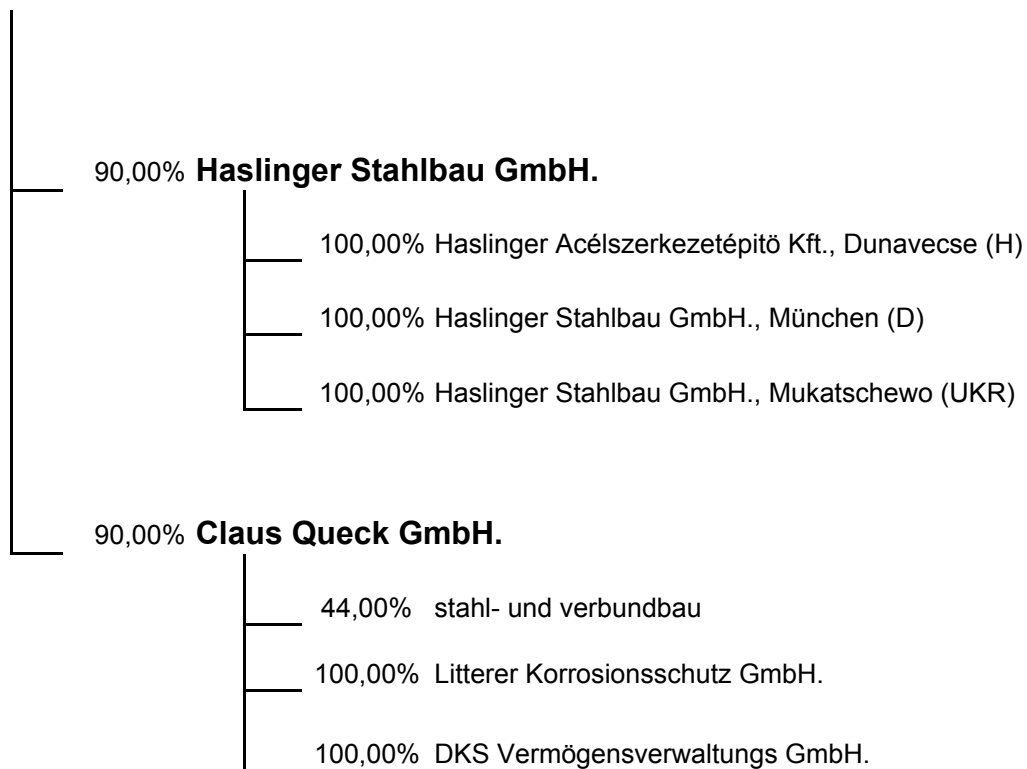 90,00% Haslinger Stahlbau GmbH.
100,00% Haslinger Acélszerkezetépitö Kft., Dunavecse (H)
100,00% Haslinger Stahlbau GmbH., München (D)
100,00% Haslinger Stahlbau GmbH., Mukatschewo (UKR)
90,00% Claus Queck GmbH.
44,00% stahl- und verbundbau
100,00% Litterer Korrosionsschutz GmbH.
100,00% DKS Vermögensverwaltungs GmbH.